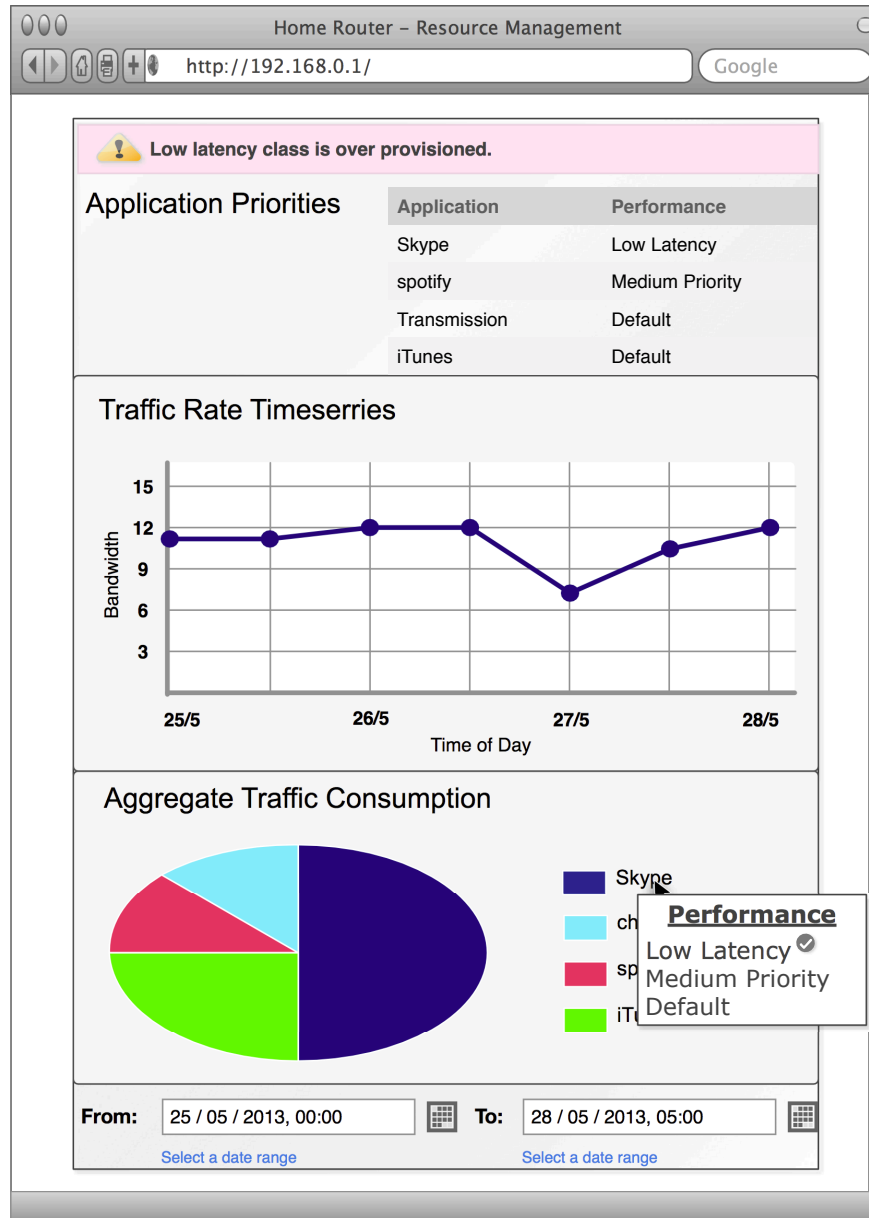 Home Router – Resource Management
http://192.168.0.1/
Google
Low latency class is over provisioned.
Application Priorities
Application Performance
Skype Low Latency
spotify Medium Priority
Transmission Default
iTunes Default
Traffic Rate Timeserries
15
12
9
6
3
Bandwidth
25/5 26/5 27/5 28/5
Time of Day
Aggregate Traffic Consumption
Skype
ch
sp
iTu
Performance
Low Latency
Medium Priority
Default
From: 25 / 05 / 2013, 00:00 To: 28 / 05 / 2013, 05:00
Select a date range Select a date range